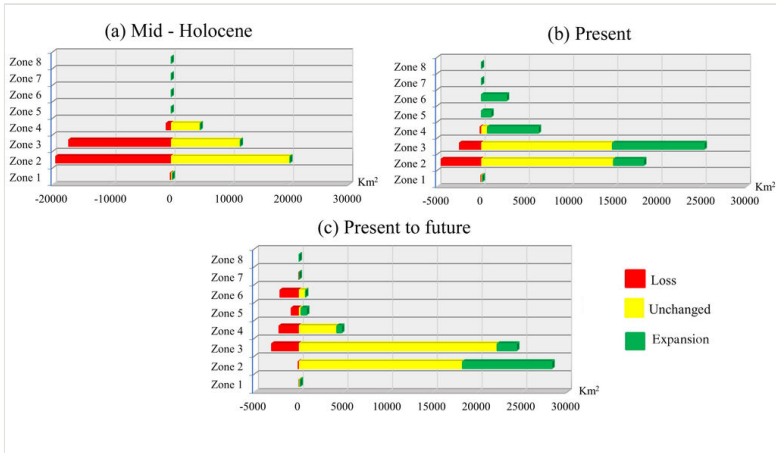 (a) Mid - Holocene
Zone 8
Zone 7
Zone 6
Zone 5
Zone 4
Zone 3
Zone 2
Zone 1
Km2
-20000 -10000 0 10000 20000 30000
(b) Present
Zone 8
Zone 7
Zone 6
Zone 5
Zone 4
Zone 3
Zone 2
Zone 1
Km2
-5000 0 5000 10000 15000 20000 25000 30000
(c) Present to future
Zone 8
Zone 7
Zone 6
Zone 5
Zone 4
Zone 3
Zone 2
Zone 1
Km2
-5000 0 5000 10000 15000 20000 25000 30000
Loss
Unchanged
Expansion